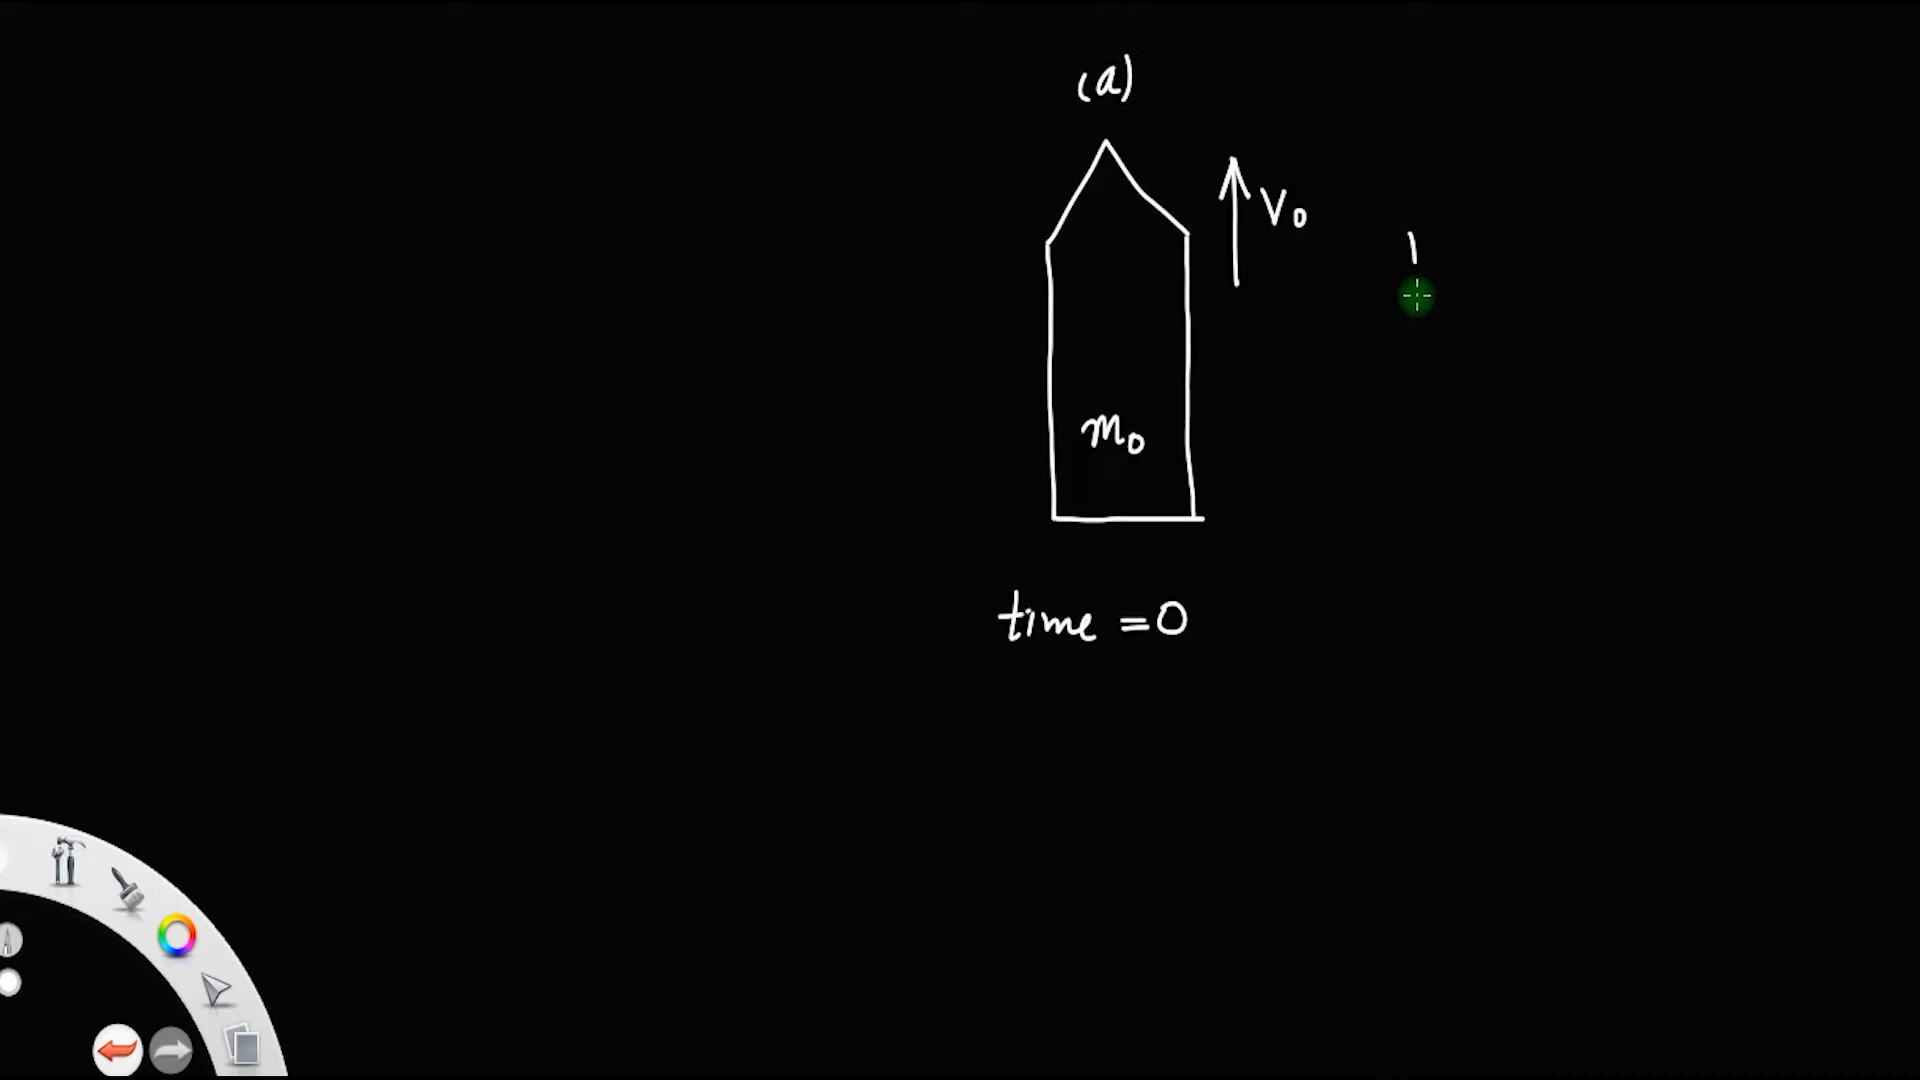 (a)
V₀
m₀
time = 0